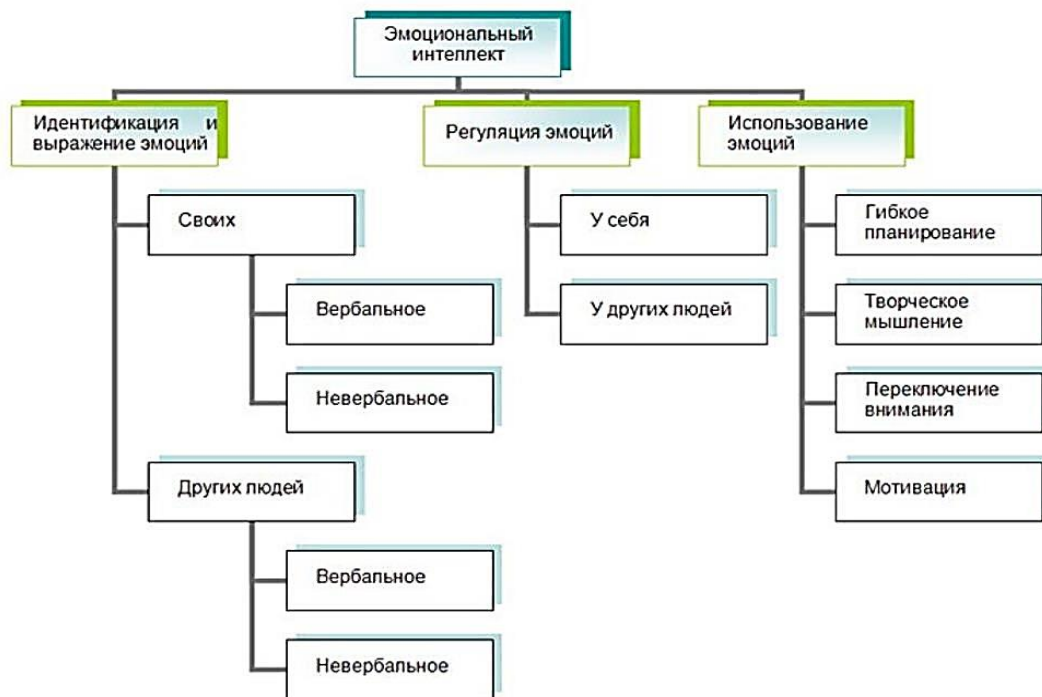 Эмоциональный
интеллект
Идентификация и
выражение эмоций
Регуляция эмоций
Использование
эмоций
Своих
У себя
Гибкое
планирование
Вербальное
У других людей
Творческое
мышление
Невербальное
Переключение
внимания
Других людей
Мотивация
Вербальное
Невербальное